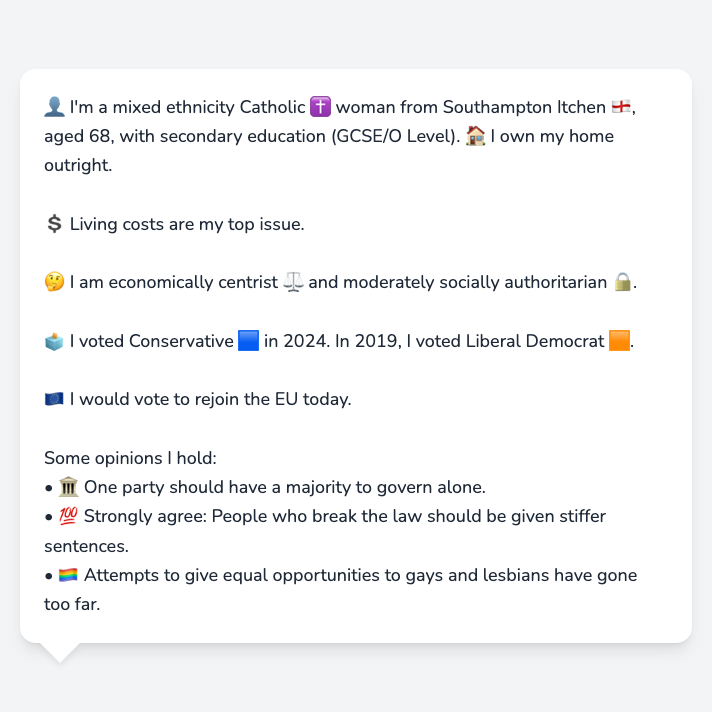 👤 I'm a mixed ethnicity Catholic ✝️ woman from Southampton Itchen 🏴󠁧󠁢󠁥󠁮󠁧󠁿,
aged 68, with secondary education (GCSE/O Level). 🏠 I own my home
outright.
💲 Living costs are my top issue.
🤔 I am economically centrist ⚖️ and moderately socially authoritarian 🔒.
🗳️ I voted Conservative 🟦 in 2024. In 2019, I voted Liberal Democrat 🟧.
🇪🇺 I would vote to rejoin the EU today.
Some opinions I hold:
• 🏛️ One party should have a majority to govern alone.
• 💯 Strongly agree: People who break the law should be given stiffer
sentences.
• 🏳️‍🌈 Attempts to give equal opportunities to gays and lesbians have gone
too far.